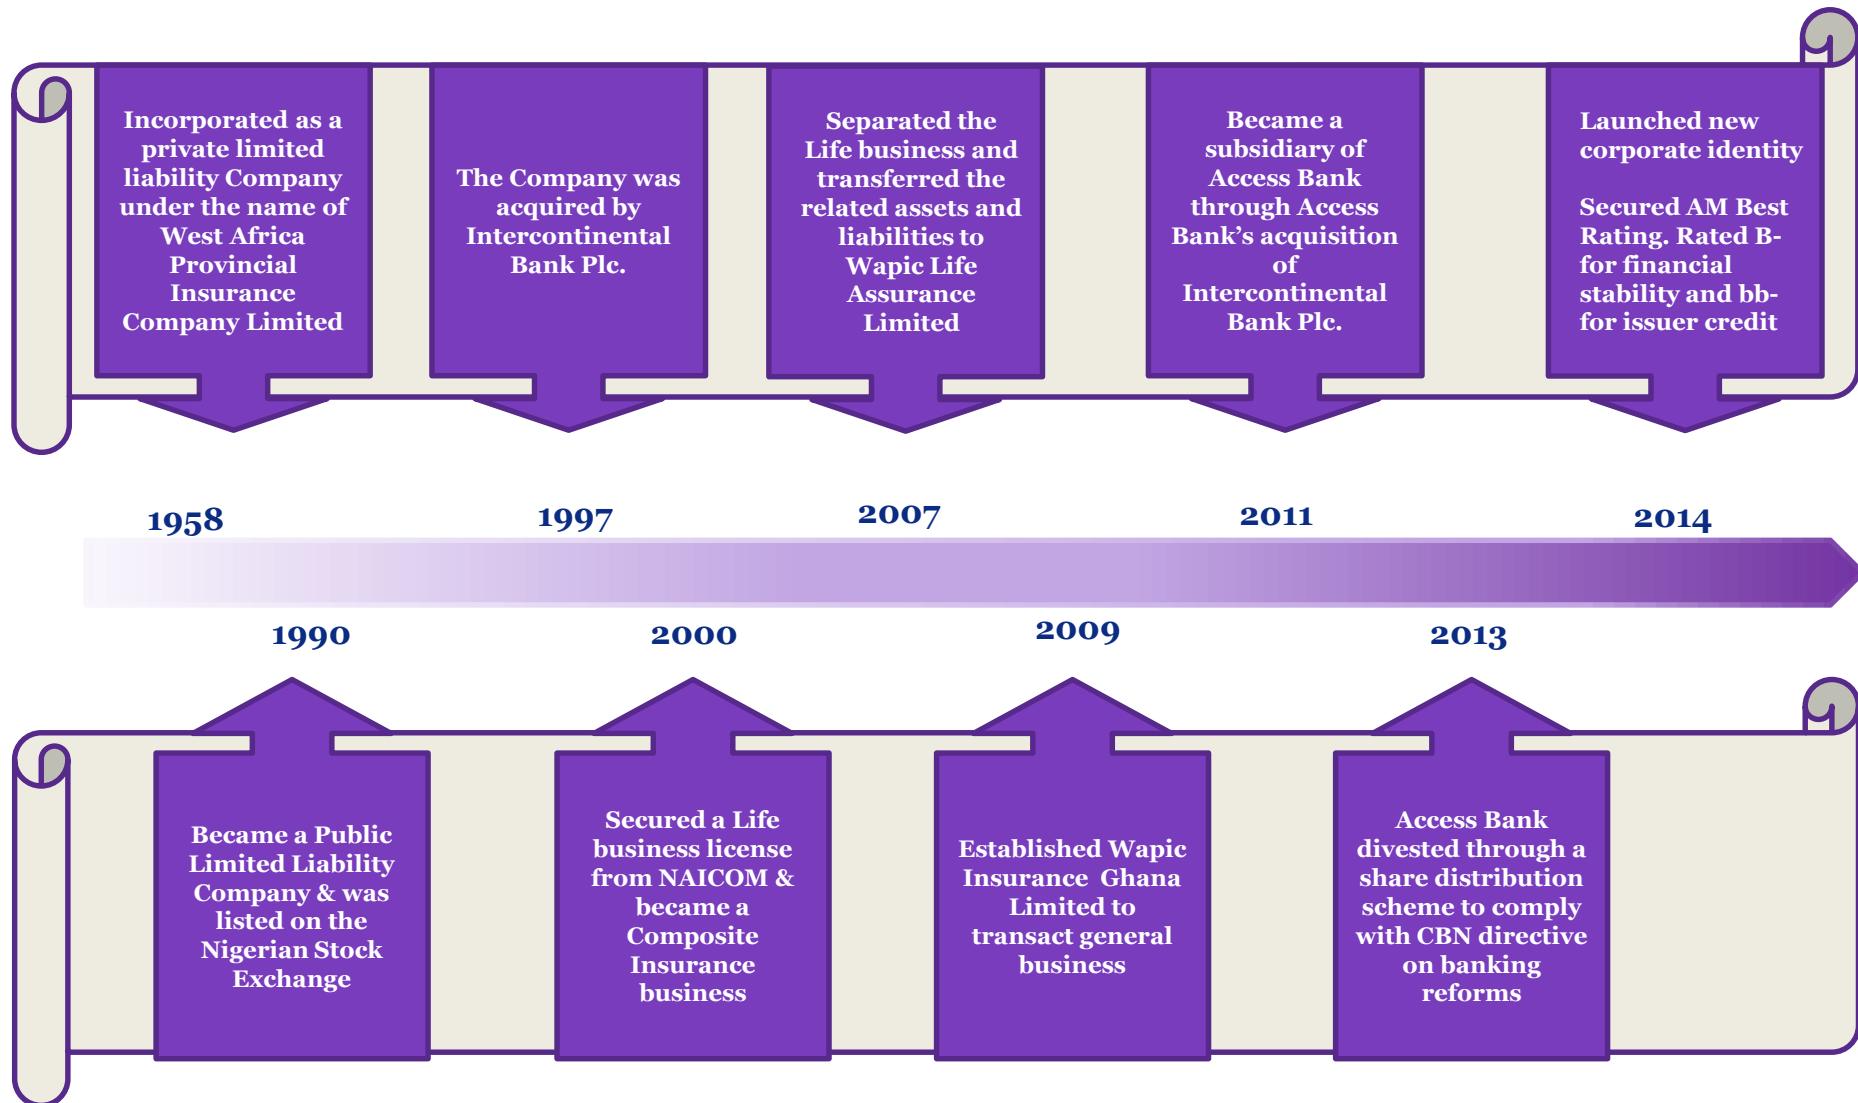 Incorporated as a
private limited
liability Company
under the name of
West Africa
Provincial
Insurance
Company Limited
The Company was
acquired by
Intercontinental
Bank Plc.
Separated the
Life business and
transferred the
related assets and
liabilities to
Wapic Life
Assurance
Limited
Became a
subsidiary of
Access Bank
through Access
Bank’s acquisition
of
Intercontinental
Bank Plc.
Launched new
corporate identity
Secured AM Best
Rating. Rated B-
for financial
stability and bb-
for issuer credit
1958
1997
2007
2011
2014
1990
2000
2009
2013
Became a Public
Limited Liability
Company & was
listed on the
Nigerian Stock
Exchange
Secured a Life
business license
from NAICOM &
became a
Composite
Insurance
business
Established Wapic
Insurance  Ghana
Limited to
transact general
business
Access Bank
divested through a
share distribution
scheme to comply
with CBN directive
on banking
reforms